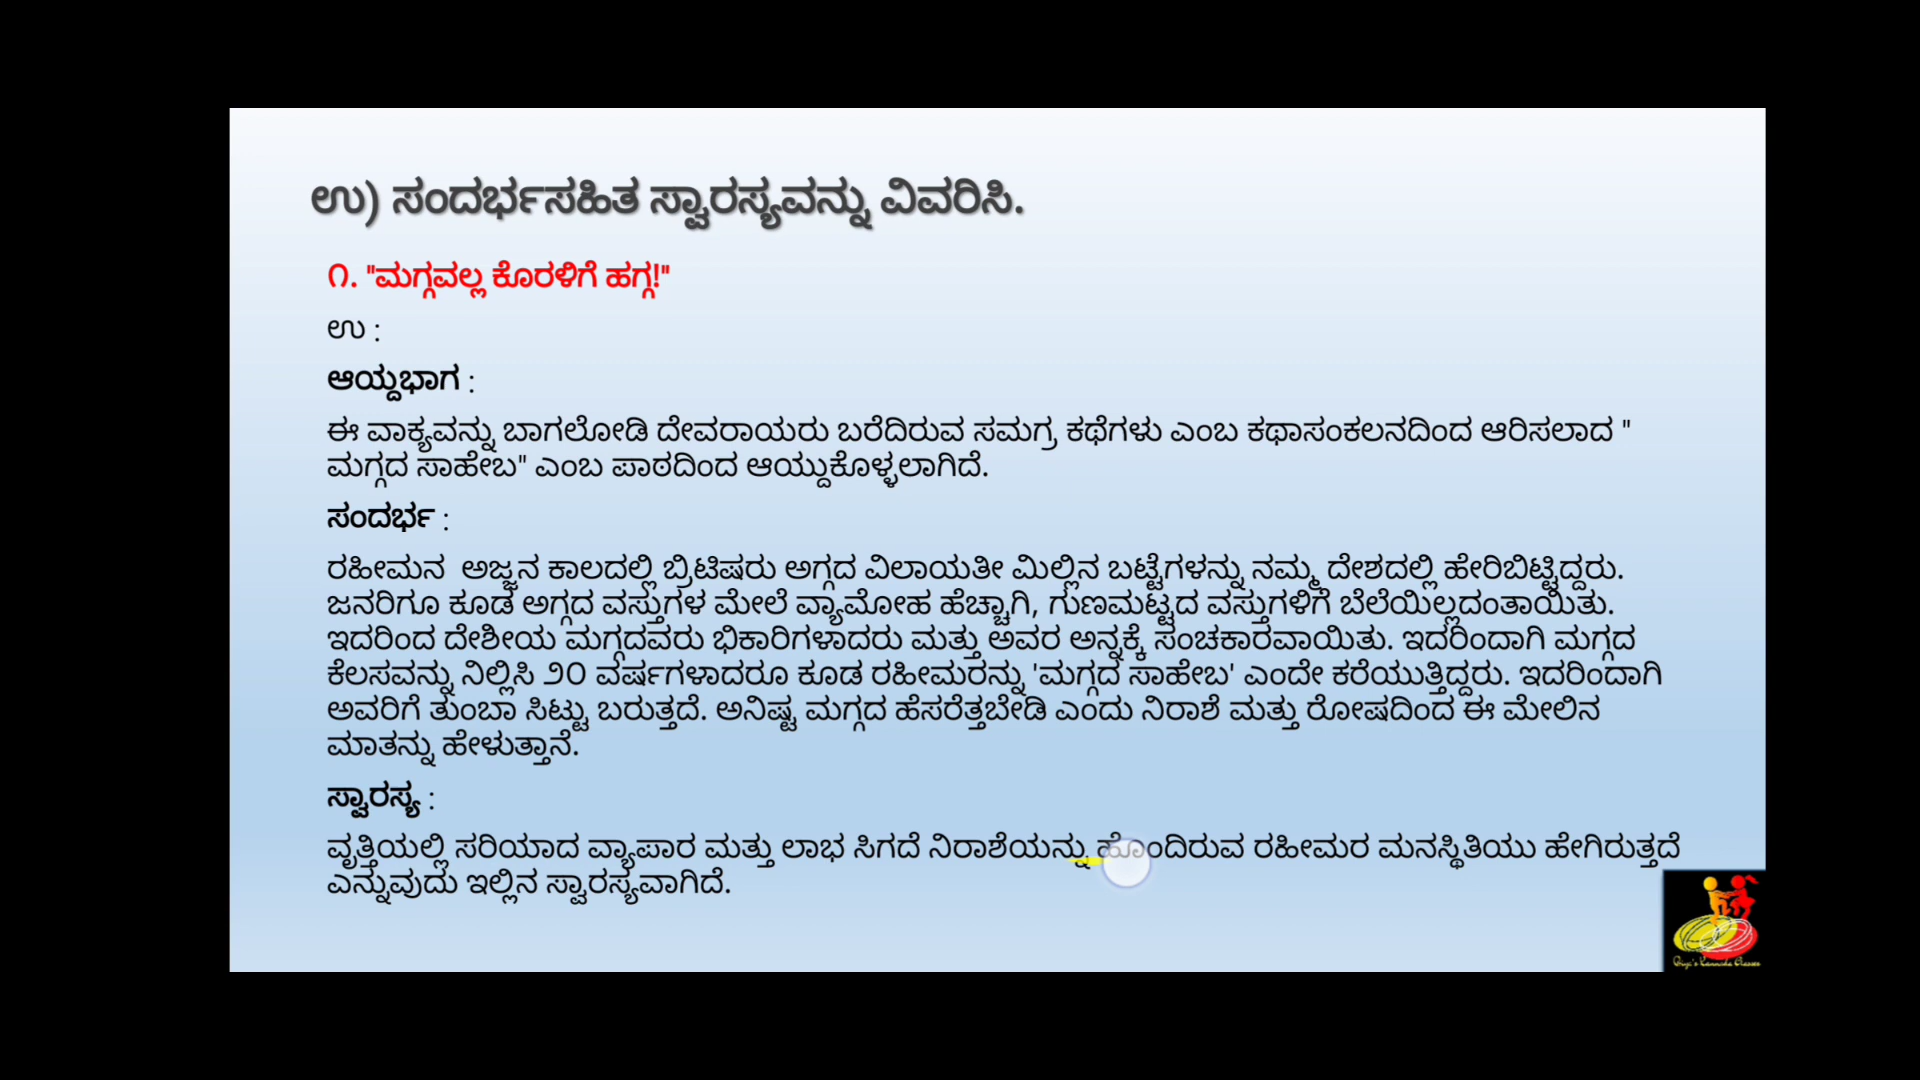 ಉ) ಸಂದರ್ಭಸಹಿತ ಸ್ವಾರಸ್ಯವನ್ನು ವಿವರಿಸಿ.
೧. "ಮಗ್ಗವಲ್ಲ ಕೊರಳಿಗೆ ಹಗ್ಗ!"
ಉ :
ಆಯ್ದಭಾಗ :
ಈ ವಾಕ್ಯವನ್ನು ಬಾಗಲೋಡಿ ದೇವರಾಯರು ಬರೆದಿರುವ ಸಮಗ್ರ ಕಥೆಗಳು ಎಂಬ ಕಥಾಸಂಕಲನದಿಂದ ಆರಿಸಲಾದ "
ಮಗ್ಗದ ಸಾಹೇಬ" ಎಂಬ ಪಾಠದಿಂದ ಆಯ್ದುಕೊಳ್ಳಲಾಗಿದೆ.
ಸಂದರ್ಭ :
ರಹೀಮನ ಅಜ್ಜನ ಕಾಲದಲ್ಲಿ ಬ್ರಿಟಿಷರು ಅಗ್ಗದ ವಿಲಾಯತೀ ಮಿಲ್ಲಿನ ಬಟ್ಟೆಗಳನ್ನು ನಮ್ಮ ದೇಶದಲ್ಲಿ ಹೇರಿಬಿಟ್ಟಿದ್ದರು.
ಜನರಿಗೂ ಕೂಡ ಅಗ್ಗದ ವಸ್ತುಗಳ ಮೇಲೆ ವ್ಯಾಮೋಹ ಹೆಚ್ಚಾಗಿ, ಗುಣಮಟ್ಟದ ವಸ್ತುಗಳಿಗೆ ಬೆಲೆಯಿಲ್ಲದಂತಾಯಿತು.
ಇದರಿಂದ ದೇಶೀಯ ಮಗ್ಗದವರು ಭಿಕಾರಿಗಳಾದರು ಮತ್ತು ಅವರ ಅನ್ನಕ್ಕೆ ಸಂಚಕಾರವಾಯಿತು. ಇದರಿಂದಾಗಿ ಮಗ್ಗದ
ಕೆಲಸವನ್ನು ನಿಲ್ಲಿಸಿ ೨೦ ವರ್ಷಗಳಾದರೂ ಕೂಡ ರಹೀಮರನ್ನು 'ಮಗ್ಗದ ಸಾಹೇಬ' ಎಂದೇ ಕರೆಯುತ್ತಿದ್ದರು. ಇದರಿಂದಾಗಿ
ಅವರಿಗೆ ತುಂಬಾ ಸಿಟ್ಟು ಬರುತ್ತದೆ. ಅನಿಷ್ಟ ಮಗ್ಗದ ಹೆಸರೆತ್ತಬೇಡಿ ಎಂದು ನಿರಾಶೆ ಮತ್ತು ರೋಷದಿಂದ ಈ ಮೇಲಿನ
ಮಾತನ್ನು ಹೇಳುತ್ತಾನೆ.
ಸ್ವಾರಸ್ಯ :
ವೃತ್ತಿಯಲ್ಲಿ ಸರಿಯಾದ ವ್ಯಾಪಾರ ಮತ್ತು ಲಾಭ ಸಿಗದೆ ನಿರಾಶೆಯನ್ನು ಹೊಂದಿರುವ ರಹೀಮರ ಮನಸ್ಥಿತಿಯು ಹೇಗಿರುತ್ತದೆ
ಎನ್ನುವುದು ಇಲ್ಲಿನ ಸ್ವಾರಸ್ಯವಾಗಿದೆ.
Kannada Classes